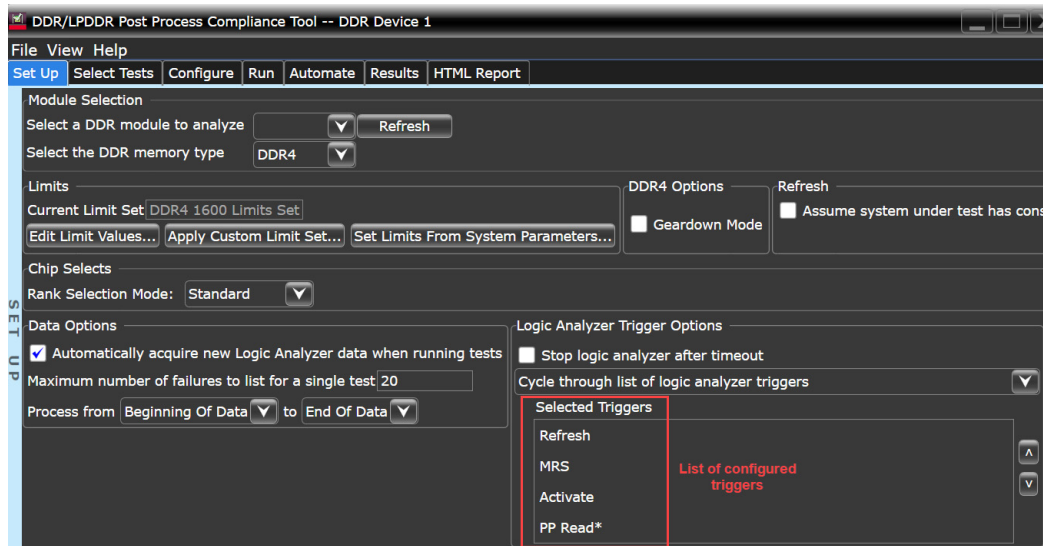 DDR/LPDDR Post Process Compliance Tool -- DDR Device 1
File View Help
Set Up Select Tests Configure Run Automate Results HTML Report
Module Selection
Select a DDR module to analyze Refresh
Select the DDR memory type DDR4
Limits
Current Limit Set DDR4 1600 Limits Set
Edit Limit Values... Apply Custom Limit Set... Set Limits From System Parameters...
DDR4 Options
Geardown Mode
Refresh
Assume system under test has cons
Chip Selects
Rank Selection Mode: Standard
SET UP
Data Options
Automatically acquire new Logic Analyzer data when running tests
Maximum number of failures to list for a single test 20
Process from Beginning Of Data to End Of Data
Logic Analyzer Trigger Options
Stop logic analyzer after timeout
Cycle through list of logic analyzer triggers
Selected Triggers
Refresh
MRS
Activate
PP Read*
List of configured
triggers